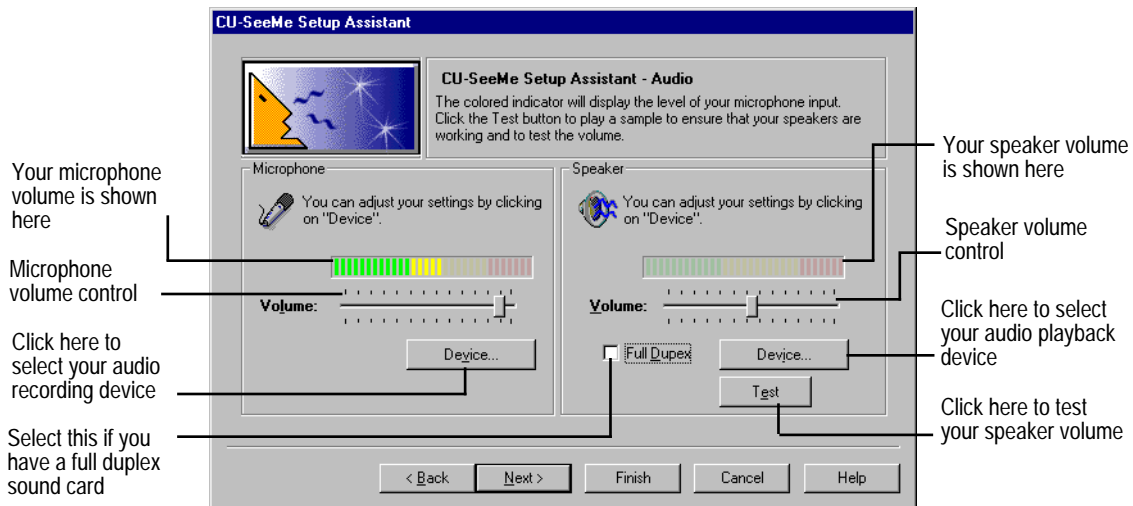 CU-SeeMe Setup Assistant
CU-SeeMe Setup Assistant - Audio
The colored indicator will display the level of your microphone input.
Click the Test button to play a sample to ensure that your speakers are
working and to test the volume.
Your microphone
volume is shown
here
Microphone
volume control
Click here to
select your audio
recording device
Select this if you
have a full duplex
sound card
Microphone
You can adjust your settings by clicking
on "Device".
Volume:
Device...
Speaker
You can adjust your settings by clicking
on "Device".
Volume:
Full Dupex
Device...
Test
Your speaker volume
is shown here
Speaker volume
control
Click here to select
your audio playback
device
Click here to test
your speaker volume
< Back
Next >
Finish
Cancel
Help